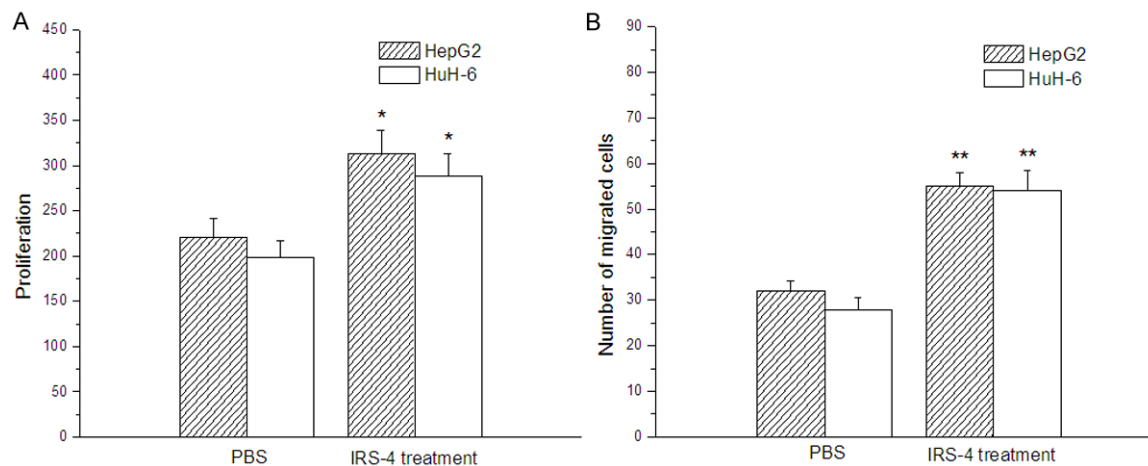 A
450
400
350
300
250
200
150
100
50
0
Proliferation
HepG2
HuH-6
*
*
PBS
IRS-4 treatment
B
90
80
70
60
50
40
30
20
10
0
Number of migrated cells
HepG2
HuH-6
**
**
PBS
IRS-4 treatment